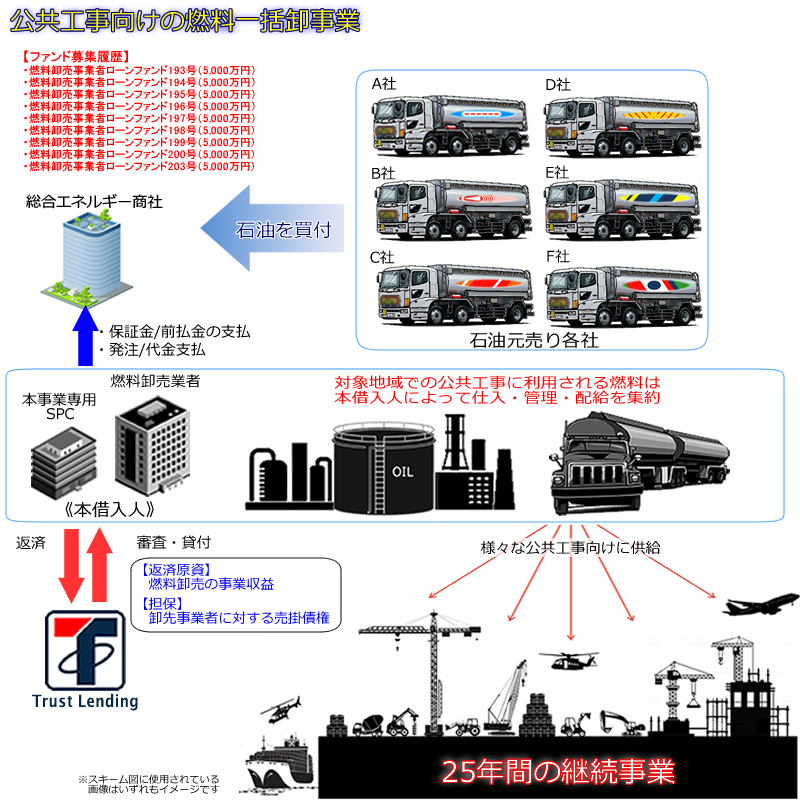 公共工事向けの燃料一括卸事業
【ファンド募集履歴】
・燃料卸売事業者ローンファンド193号(5,000万円)
・燃料卸売事業者ローンファンド194号(5,000万円)
・燃料卸売事業者ローンファンド195号(5,000万円)
・燃料卸売事業者ローンファンド196号(5,000万円)
・燃料卸売事業者ローンファンド197号(5,000万円)
・燃料卸売事業者ローンファンド198号(5,000万円)
・燃料卸売事業者ローンファンド199号(5,000万円)
・燃料卸売事業者ローンファンド200号(5,000万円)
・燃料卸売事業者ローンファンド203号(5,000万円)
総合エネルギー商社
石油を買付
A社
D社
B社
E社
C社
F社
石油元売り各社
・保証金/前払金の支払
・発注/代金支払
燃料卸売業者
本事業専用
SPC
《本借入人》
対象地域での公共工事に利用される燃料は
本借入人によって仕入・管理・配給を集約
OIL
返済
審査・貸付
【返済原資】
燃料卸売の事業収益
【担保】
卸先事業者に対する売掛債権
様々な公共工事向けに供給
Trust Lending
25年間の継続事業
※スキーム図に使用されている
画像はいずれもイメージです